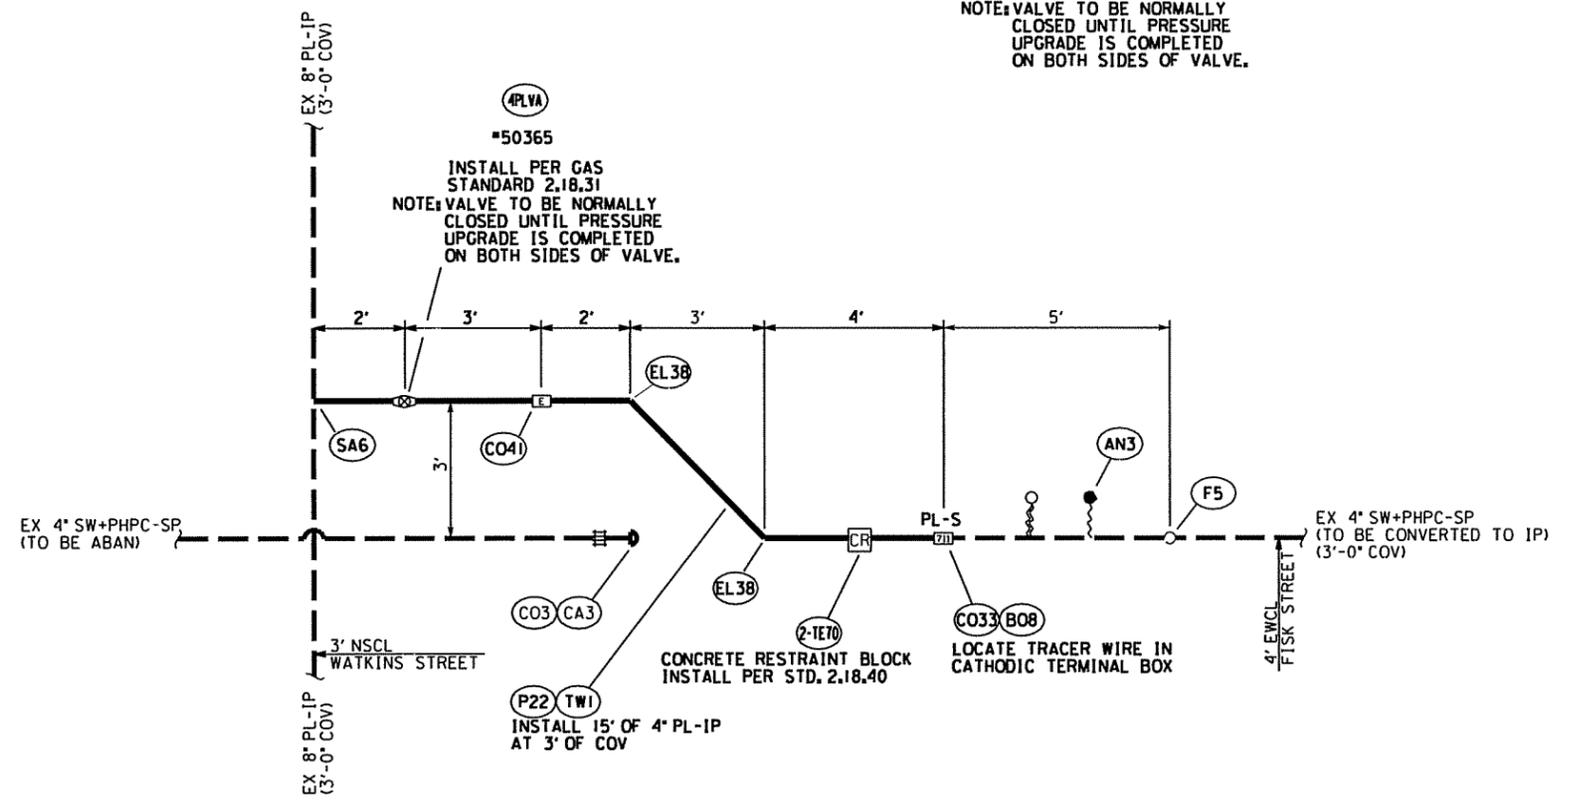 NOTE: VALVE TO BE NORMALLY
CLOSED UNTIL PRESSURE
UPGRADE IS COMPLETED
ON BOTH SIDES OF VALVE.
EX 8" PL-IP
(3'-0" COV)
4PLVA
"50365
INSTALL PER GAS
STANDARD 2.18.31
NOTE: VALVE TO BE NORMALLY
CLOSED UNTIL PRESSURE
UPGRADE IS COMPLETED
ON BOTH SIDES OF VALVE.
2' 3' 2' 3' 4' 5'
EL38
E
SA6
CO41
3'
AN3
F5
PL-S
711
CR
EX 4" SW+PHPC-SP
(TO BE ABAN)
EX 4" SW+PHPC-SP
(TO BE CONVERTED TO IP)
(3'-0" COV)
EL38
CO3 CA3
2-TE70
CONCRETE RESTRAINT BLOCK
INSTALL PER STD. 2.18.40
CO33 BO8
LOCATE TRACER WIRE IN
CATHODIC TERMINAL BOX
4' EWCL
FISK STREET
3' NSCL
WATKINS STREET
P22 TW1
INSTALL 15' OF 4" PL-IP
AT 3' OF COV
EX 8" PL-IP
(3'-0" COV)